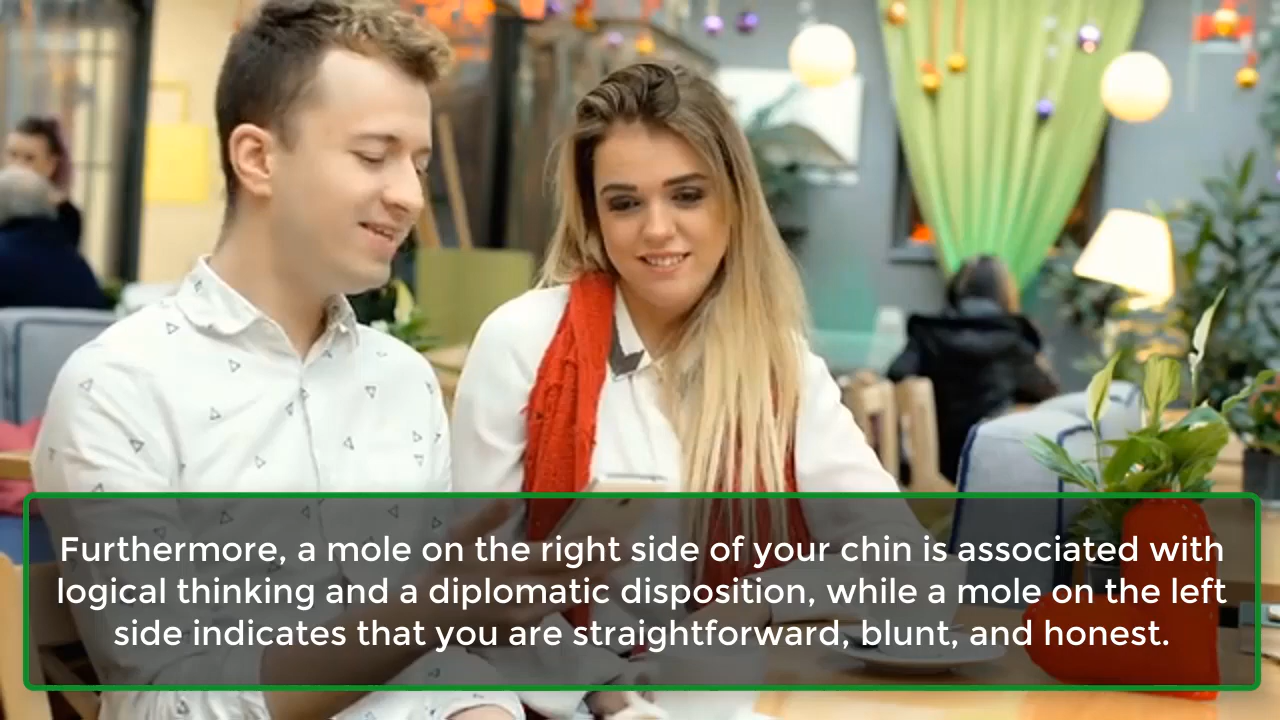 Furthermore, a mole on the right side of your chin is associated with
logical thinking and a diplomatic disposition, while a mole on the left
side indicates that you are straightforward, blunt, and honest.